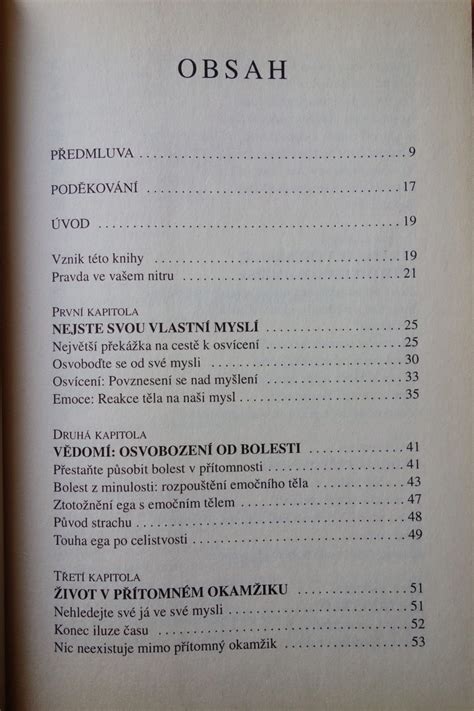 OBSAH
PŘEDMLUVA . . . . . . . . . . . . . . . . . . . . . . . . . . . . . . . . . 9
PODĚKOVÁNÍ . . . . . . . . . . . . . . . . . . . . . . . . . . . . . . . 17
ÚVOD . . . . . . . . . . . . . . . . . . . . . . . . . . . . . . . . . . . . . . 19
Vznik této knihy . . . . . . . . . . . . . . . . . . . . . . . . . . . . . 19
Pravda ve vašem nitru . . . . . . . . . . . . . . . . . . . . . . . . . 21
PRVNÍ KAPITOLA
NEJSTE SVOU VLASTNÍ MYSLÍ . . . . . . . . . . . . . . . . 25
Největší překážka na cestě k osvícení . . . . . . . . . . . . . 25
Osvoboďte se od své mysli . . . . . . . . . . . . . . . . . . . . . 30
Osvícení: Povznesení se nad myšlení . . . . . . . . . . . . . 33
Emoce: Reakce těla na naši mysl . . . . . . . . . . . . . . . . 35
DRUHÁ KAPITOLA
VĚDOMÍ: OSVOBOZENÍ OD BOLESTI . . . . . . . . . . . 41
Přestaňte působit bolest v přítomnosti . . . . . . . . . . . . 41
Bolest z minulosti: rozpouštění emočního těla . . . . . . 43
Ztotožnění ega s emočním tělem . . . . . . . . . . . . . . . . 47
Původ strachu . . . . . . . . . . . . . . . . . . . . . . . . . . . . . . 48
Touha ega po celistvosti . . . . . . . . . . . . . . . . . . . . . . 49
TŘETÍ KAPITOLA
ŽIVOT V PŘÍTOMNÉM OKAMŽIKU . . . . . . . . . . . . . 51
Nehledejte své já ve své mysli . . . . . . . . . . . . . . . . . . 51
Konec iluze času . . . . . . . . . . . . . . . . . . . . . . . . . . . . 52
Nic neexistuje mimo přítomný okamžik . . . . . . . . . . . 53